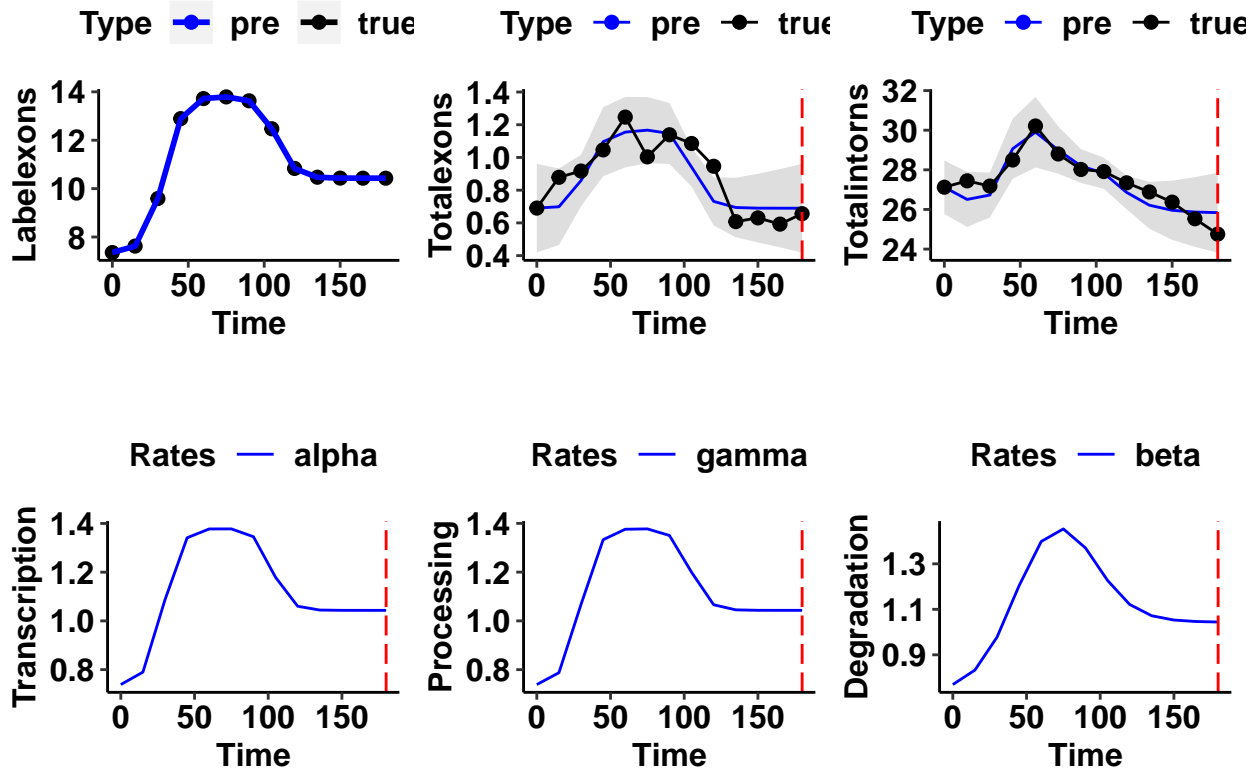 Type pre true
Type pre true
Type pre true
Labelexons
14
12
10
8
0 50 100 150
Time
Totalexons
1.4
1.2
1.0
0.8
0.6
0.4
0 50 100 150
Time
Totalintorns
32
30
28
26
24
0 50 100 150
Time
Rates alpha
Rates gamma
Rates beta
Transcription
1.4
1.2
1.0
0.8
0 50 100 150
Time
Processing
1.4
1.2
1.0
0.8
0 50 100 150
Time
Degradation
1.3
1.1
0.9
0 50 100 150
Time